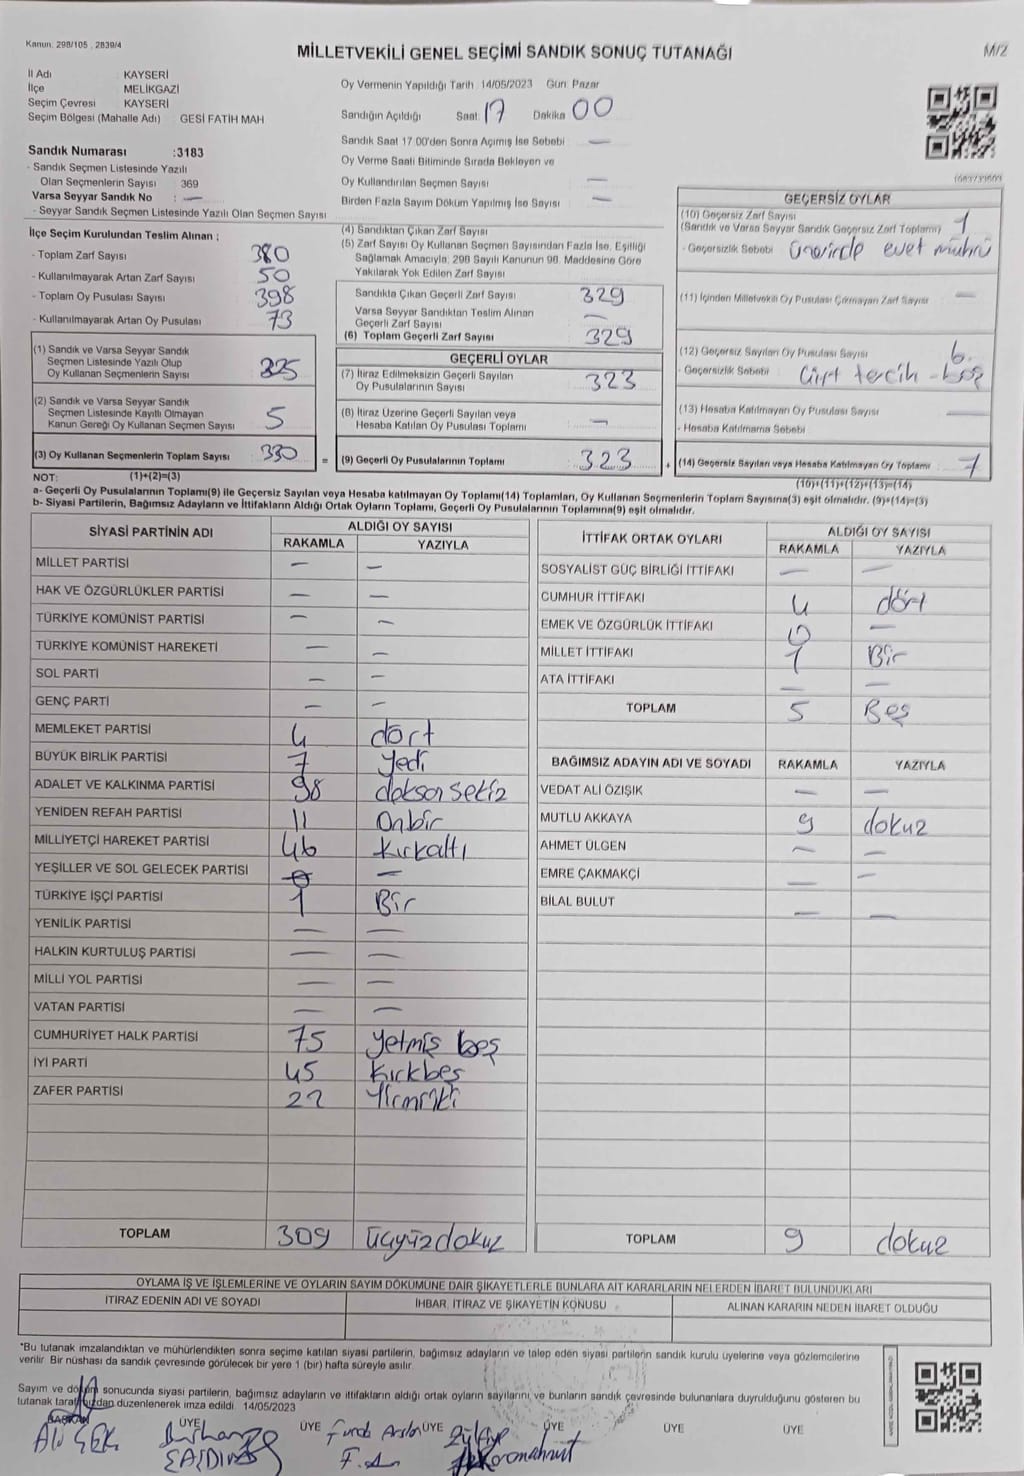 Kanun. 298/105 , 2839/4
MİLLETVEKİLİ GENEL SEÇİMİ SANDIK SONUÇ TUTANAĞI
M/2
İl Adı KAYSERİ
İlçe MELİKGAZİ
Seçim Çevresi KAYSERİ
Seçim Bölgesi (Mahalle Adı) GESİ FATİH MAH
Sandık Numarası :3183
- Sandık Seçmen Listesinde Yazılı
Olan Seçmenlerin Sayısı 369
Varsa Seyyar Sandık No : —
- Seyyar Sandık Seçmen Listesinde Yazılı Olan Seçmen Sayısı
Oy Vermenin Yapıldığı Tarih : 14/05/2023 Gün: Pazar
Sandığın Açıldığı Saat: 17 Dakika 00
Sandık Saat 17:00'den Sonra Açımış İse Sebebi —
Oy Verme Saati Bitiminde Sırada Bekleyen ve
Oy Kullandırılan Seçmen Sayısı —
Birden Fazla Sayım Döküm Yapılmış İse Sayısı —
İlçe Seçim Kurulundan Teslim Alınan ;
- Toplam Zarf Sayısı 380
- Kullanılmayarak Artan Zarf Sayısı 50
- Toplam Oy Pusulası Sayısı 398
- Kullanılmayarak Artan Oy Pusulası 73
(1) Sandık ve Varsa Seyyar Sandık
Seçmen Listesinde Yazılı Olup
Oy Kullanan Seçmenlerin Sayısı 325
(2) Sandık ve Varsa Seyyar Sandık
Seçmen Listesinde Kayıtlı Olmayan
Kanun Gereği Oy Kullanan Seçmen Sayısı 5
(3) Oy Kullanan Seçmenlerin Toplam Sayısı 330
(4) Sandıktan Çıkan Zarf Sayısı
(5) Zarf Sayısı Oy Kullanan Seçmen Sayısından Fazla İse, Eşitliği
Sağlamak Amacıyla, 298 Sayılı Kanunun 98. Maddesine Göre
Yakılarak Yok Edilen Zarf Sayısı
Sandıkta Çıkan Geçerli Zarf Sayısı 329
Varsa Seyyar Sandıktan Teslim Alınan
Geçerli Zarf Sayısı —
(6) Toplam Geçerli Zarf Sayısı 329
GEÇERLİ OYLAR
(7) İtiraz Edilmeksizin Geçerli Sayılan
Oy Pusulalarının Sayısı 323
(8) İtiraz Üzerine Geçerli Sayılan veya
Hesaba Katılan Oy Pusulası Toplamı —
= (9) Geçerli Oy Pusulalarının Toplamı 323
GEÇERSİZ OYLAR
(10) Geçersiz Zarf Sayısı
(Sandık ve Varsa Seyyar Sandık Geçersiz Zarf Toplamı) 1
- Geçersizlik Sebebi üzerinde evet mührü
(11) İçinden Milletvekili Oy Pusulası Çıkmayan Zarf Sayısı —
(12) Geçersiz Sayılan Oy Pusulası Sayısı 6
- Geçersizlik Sebebi Çift tercih - boş
(13) Hesaba Katılmayan Oy Pusulası Sayısı —
- Hesaba Katılmama Sebebi
+ (14) Geçersiz Sayılan veya Hesaba Katılmayan Oy Toplamı 7
NOT: (1)+(2)=(3) (10)+(11)+(12)+(13)=(14)
a- Geçerli Oy Pusulalarının Toplamı(9) ile Geçersiz Sayılan veya Hesaba katılmayan Oy Toplamı(14) Toplamları, Oy Kullanan Seçmenlerin Toplam Sayısına(3) eşit olmalıdır. (9)+(14)=(3)
b- Siyasi Partilerin, Bağımsız Adayların ve İttifakların Aldığı Ortak Oyların Toplamı, Geçerli Oy Pusulalarının Toplamına(9) eşit olmalıdır.
SİYASİ PARTİNİN ADI ALDIĞI OY SAYISI
RAKAMLA YAZIYLA
MİLLET PARTİSİ — —
HAK VE ÖZGÜRLÜKLER PARTİSİ — —
TÜRKİYE KOMÜNİST PARTİSİ — —
TÜRKİYE KOMÜNİST HAREKETİ — —
SOL PARTİ — —
GENÇ PARTİ — —
MEMLEKET PARTİSİ 4 dört
BÜYÜK BİRLİK PARTİSİ 7 yedi
ADALET VE KALKINMA PARTİSİ 98 doksan sekiz
YENİDEN REFAH PARTİSİ 11 Onbir
MİLLİYETÇİ HAREKET PARTİSİ 46 Kırkaltı
YEŞİLLER VE SOL GELECEK PARTİSİ —
TÜRKİYE İŞÇİ PARTİSİ 1 Bir
YENİLİK PARTİSİ — —
HALKIN KURTULUŞ PARTİSİ — —
MİLLİ YOL PARTİSİ — —
VATAN PARTİSİ — —
CUMHURİYET HALK PARTİSİ 75 yetmiş beş
İYİ PARTİ 45 Kırkbeş
ZAFER PARTİSİ 22 Yirmiiki
TOPLAM 309 üçyüzdokuz
İTTİFAK ORTAK OYLARI ALDIĞI OY SAYISI
RAKAMLA YAZIYLA
SOSYALİST GÜÇ BİRLİĞİ İTTİFAKI — —
CUMHUR İTTİFAKI 4 dört
EMEK VE ÖZGÜRLÜK İTTİFAKI —
MİLLET İTTİFAKI 1 Bir
ATA İTTİFAKI — —
TOPLAM 5 Beş
BAĞIMSIZ ADAYIN ADI VE SOYADI RAKAMLA YAZIYLA
VEDAT ALİ ÖZIŞIK — —
MUTLU AKKAYA 9 dokuz
AHMET ÜLGEN — —
EMRE ÇAKMAKÇİ — —
BİLAL BULUT — —
TOPLAM 9 dokuz
OYLAMA İŞ VE İŞLEMLERİNE VE OYLARIN SAYIM DÖKÜMÜNE DAİR ŞİKAYETLERLE BUNLARA AİT KARARLARIN NELERDEN İBARET BULUNDUKLARI
İTİRAZ EDENİN ADI VE SOYADI İHBAR, İTİRAZ VE ŞİKAYETİN KONUSU ALINAN KARARIN NEDEN İBARET OLDUĞU
*Bu tutanak imzalandıktan ve mühürlendikten sonra seçime katılan siyasi partilerin, bağımsız adayların ve talep eden siyasi partilerin sandık kurulu üyelerine veya gözlemcilerine
verilir. Bir nüshası da sandık çevresinde görülecek bir yere 1 (bir) hafta süreyle asılır.
Sayım ve döküm sonucunda siyasi partilerin, bağımsız adayların ve ittifakların aldığı ortak oyların sayılarını ve bunların sandık çevresinde bulunanlara duyrulduğunu gösteren bu
tutanak tarafımızdan düzenlenerek imza edildi. 14/05/2023
BAŞKAN ÜYE ÜYE ÜYE ÜYE ÜYE ÜYE